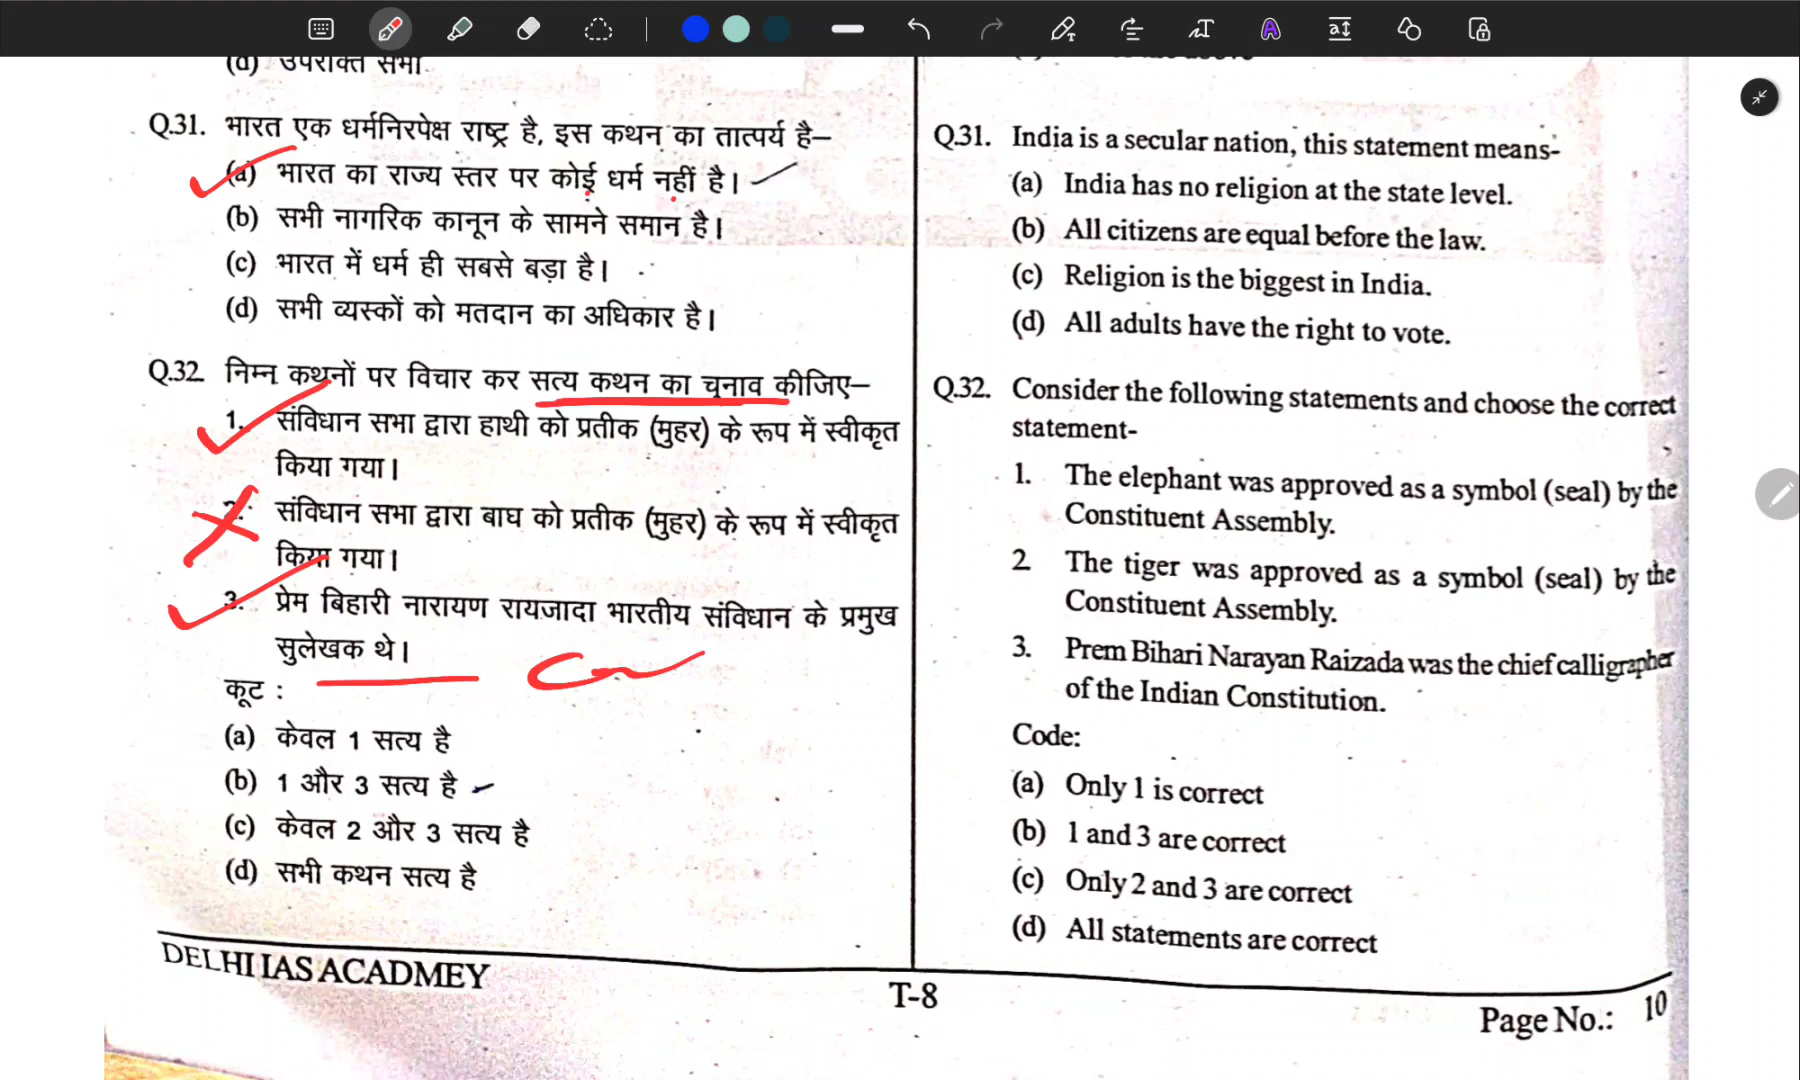 (d) उपरोक्त सभी
Q.31. भारत एक धर्मनिरपेक्ष राष्ट्र है, इस कथन का तात्पर्य है–
(a) भारत का राज्य स्तर पर कोई धर्म नहीं है।
(b) सभी नागरिक कानून के सामने समान है।
(c) भारत में धर्म ही सबसे बड़ा है।
(d) सभी व्यस्कों को मतदान का अधिकार है।
Q.32 निम्न कथनों पर विचार कर सत्य कथन का चुनाव कीजिए–
1. संविधान सभा द्वारा हाथी को प्रतीक (मुहर) के रूप में स्वीकृत
किया गया।
2. संविधान सभा द्वारा बाघ को प्रतीक (मुहर) के रूप में स्वीकृत
किया गया।
3. प्रेम बिहारी नारायण रायजादा भारतीय संविधान के प्रमुख
सुलेखक थे।
कूट :
(a) केवल 1 सत्य है
(b) 1 और 3 सत्य है
(c) केवल 2 और 3 सत्य है
(d) सभी कथन सत्य है
Q.31. India is a secular nation, this statement means-
(a) India has no religion at the state level.
(b) All citizens are equal before the law.
(c) Religion is the biggest in India.
(d) All adults have the right to vote.
Q.32. Consider the following statements and choose the correct
statement-
1. The elephant was approved as a symbol (seal) by the
Constituent Assembly.
2 The tiger was approved as a symbol (seal) by the
Constituent Assembly.
3. Prem Bihari Narayan Raizada was the chief calligrapher
of the Indian Constitution.
Code:
(a) Only 1 is correct
(b) 1 and 3 are correct
(c) Only 2 and 3 are correct
(d) All statements are correct
DELHI IAS ACADMEY
T-8
Page No.: 10